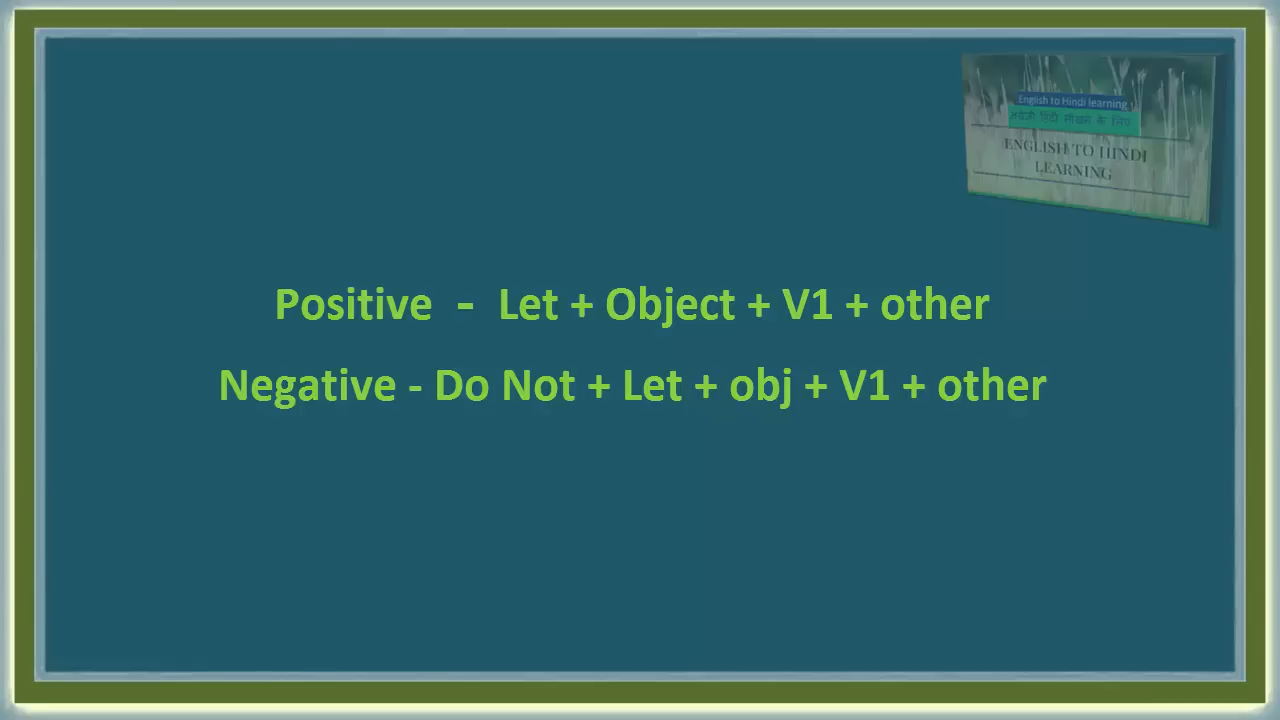 English to Hindi learning
अंग्रेजी हिंदी सीखने के लिए
ENGLISH TO HINDI
LEARNING
Positive - Let + Object + V1 + other
Negative - Do Not + Let + obj + V1 + other